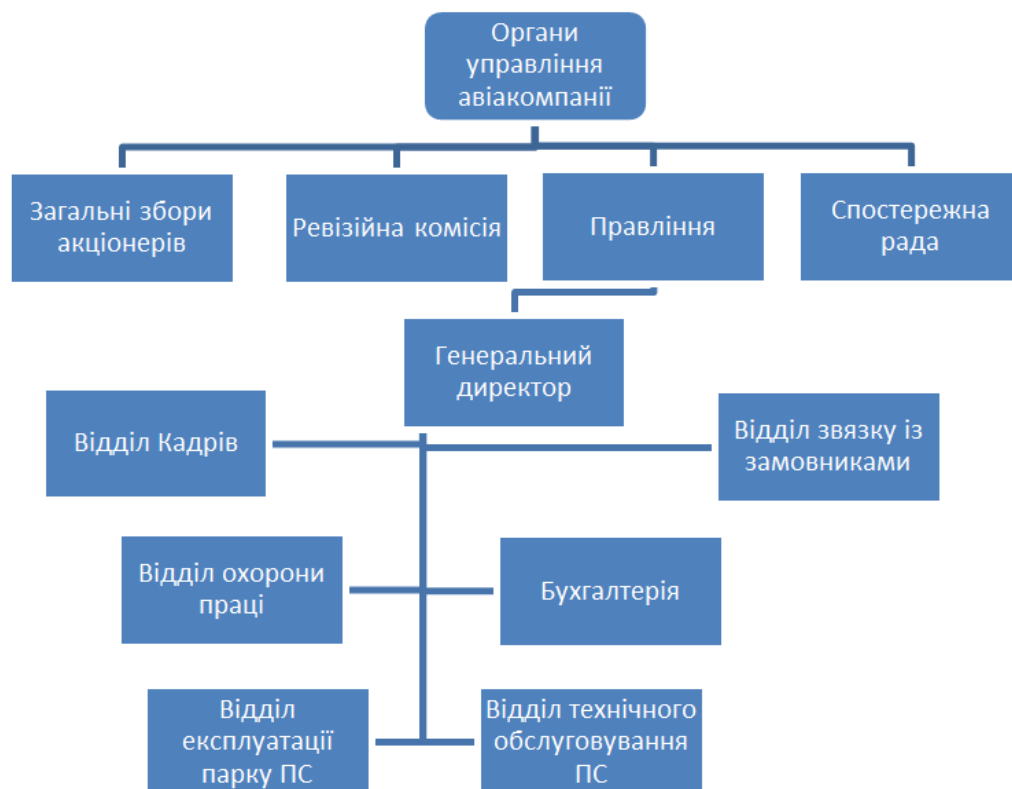 Органи
управління
авіакомпанії
Загальні збори
акціонерів
Ревізійна комісія
Правління
Спостережна
рада
Генеральний
директор
Відділ Кадрів
Відділ звязку із
замовниками
Відділ охорони
праці
Бухгалтерія
Відділ
експлуатації
парку ПС
Відділ технічного
обслуговування
ПС